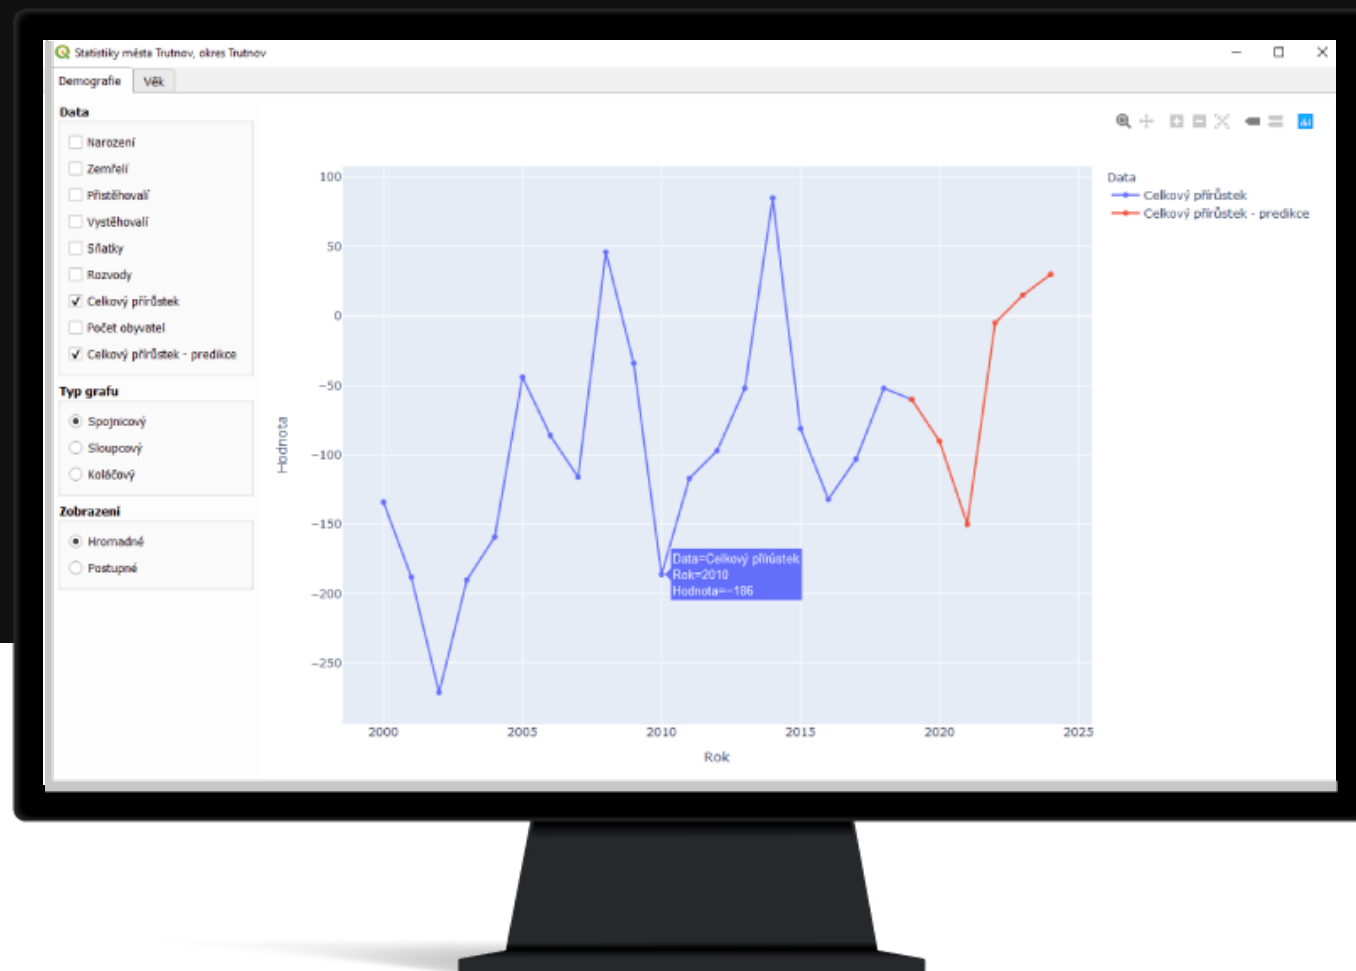 Statistiky města Trutnov, okres Trutnov
Demografie
Věk
Data
Narození
Zemřelí
Přistěhovalí
Vystěhovalí
Sňatky
Rozvody
Celkový přírůstek
Počet obyvatel
Celkový přírůstek - predikce
Typ grafu
Spojnicový
Sloupcový
Koláčový
Zobrazení
Hromadné
Postupné
Data
Celkový přírůstek
Celkový přírůstek - predikce
100
50
0
−50
−100
−150
−200
−250
Hodnota
Data=Celkový přírůstek
Rok=2010
Hodnota=−186
2000
2005
2010
2015
2020
2025
Rok